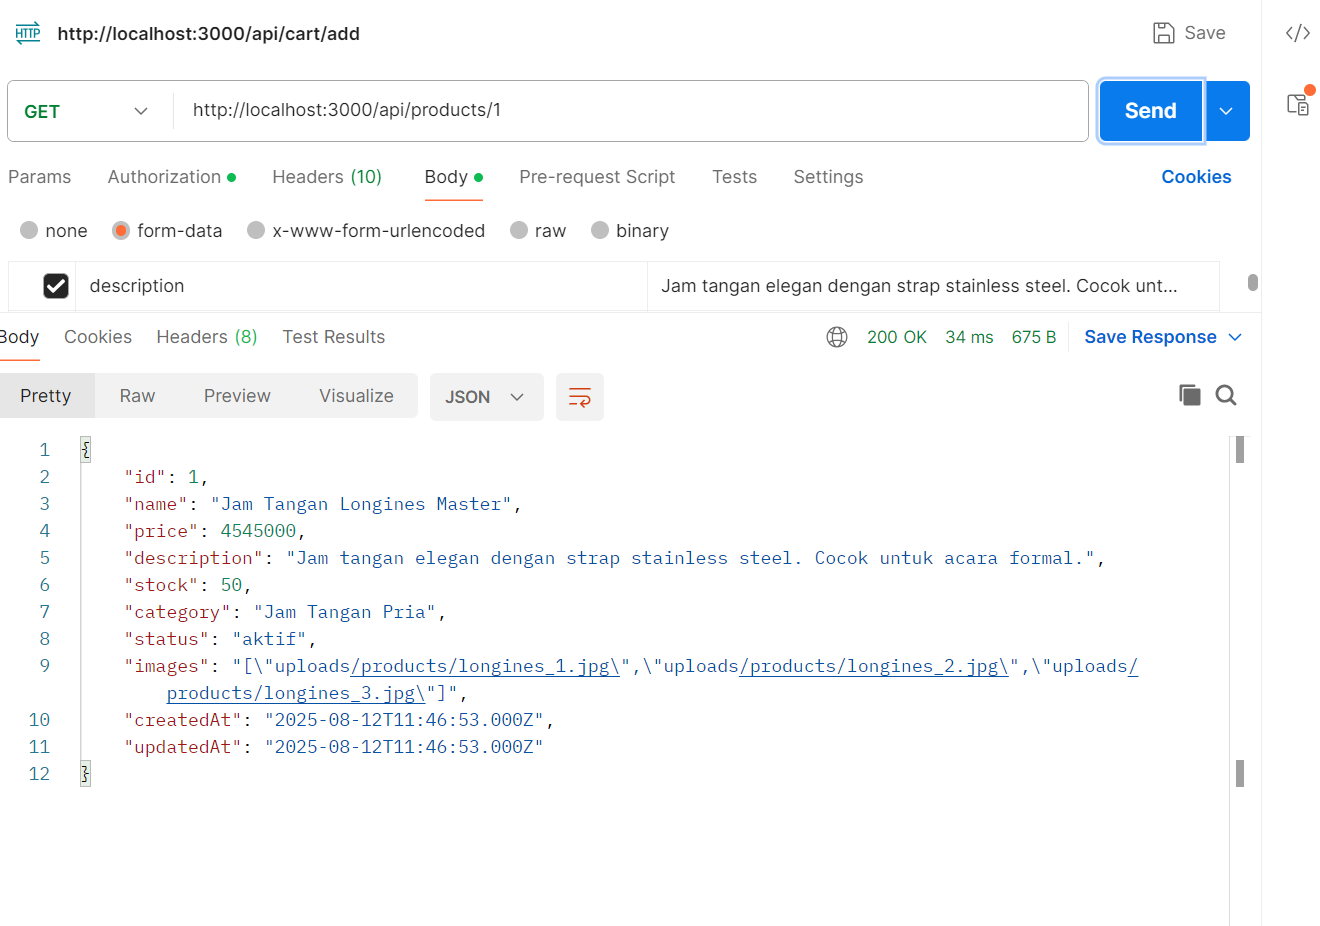 HTTP http://localhost:3000/api/cart/add Save
GET http://localhost:3000/api/products/1 Send
Params Authorization Headers (10) Body Pre-request Script Tests Settings Cookies
none form-data x-www-form-urlencoded raw binary
description Jam tangan elegan dengan strap stainless steel. Cocok unt...
Body Cookies Headers (8) Test Results 200 OK 34 ms 675 B Save Response
Pretty Raw Preview Visualize JSON
1 {
2 "id": 1,
3 "name": "Jam Tangan Longines Master",
4 "price": 4545000,
5 "description": "Jam tangan elegan dengan strap stainless steel. Cocok untuk acara formal.",
6 "stock": 50,
7 "category": "Jam Tangan Pria",
8 "status": "aktif",
9 "images": "[\"uploads/products/longines_1.jpg\",\"uploads/products/longines_2.jpg\",\"uploads/
products/longines_3.jpg\"]",
10 "createdAt": "2025-08-12T11:46:53.000Z",
11 "updatedAt": "2025-08-12T11:46:53.000Z"
12 }